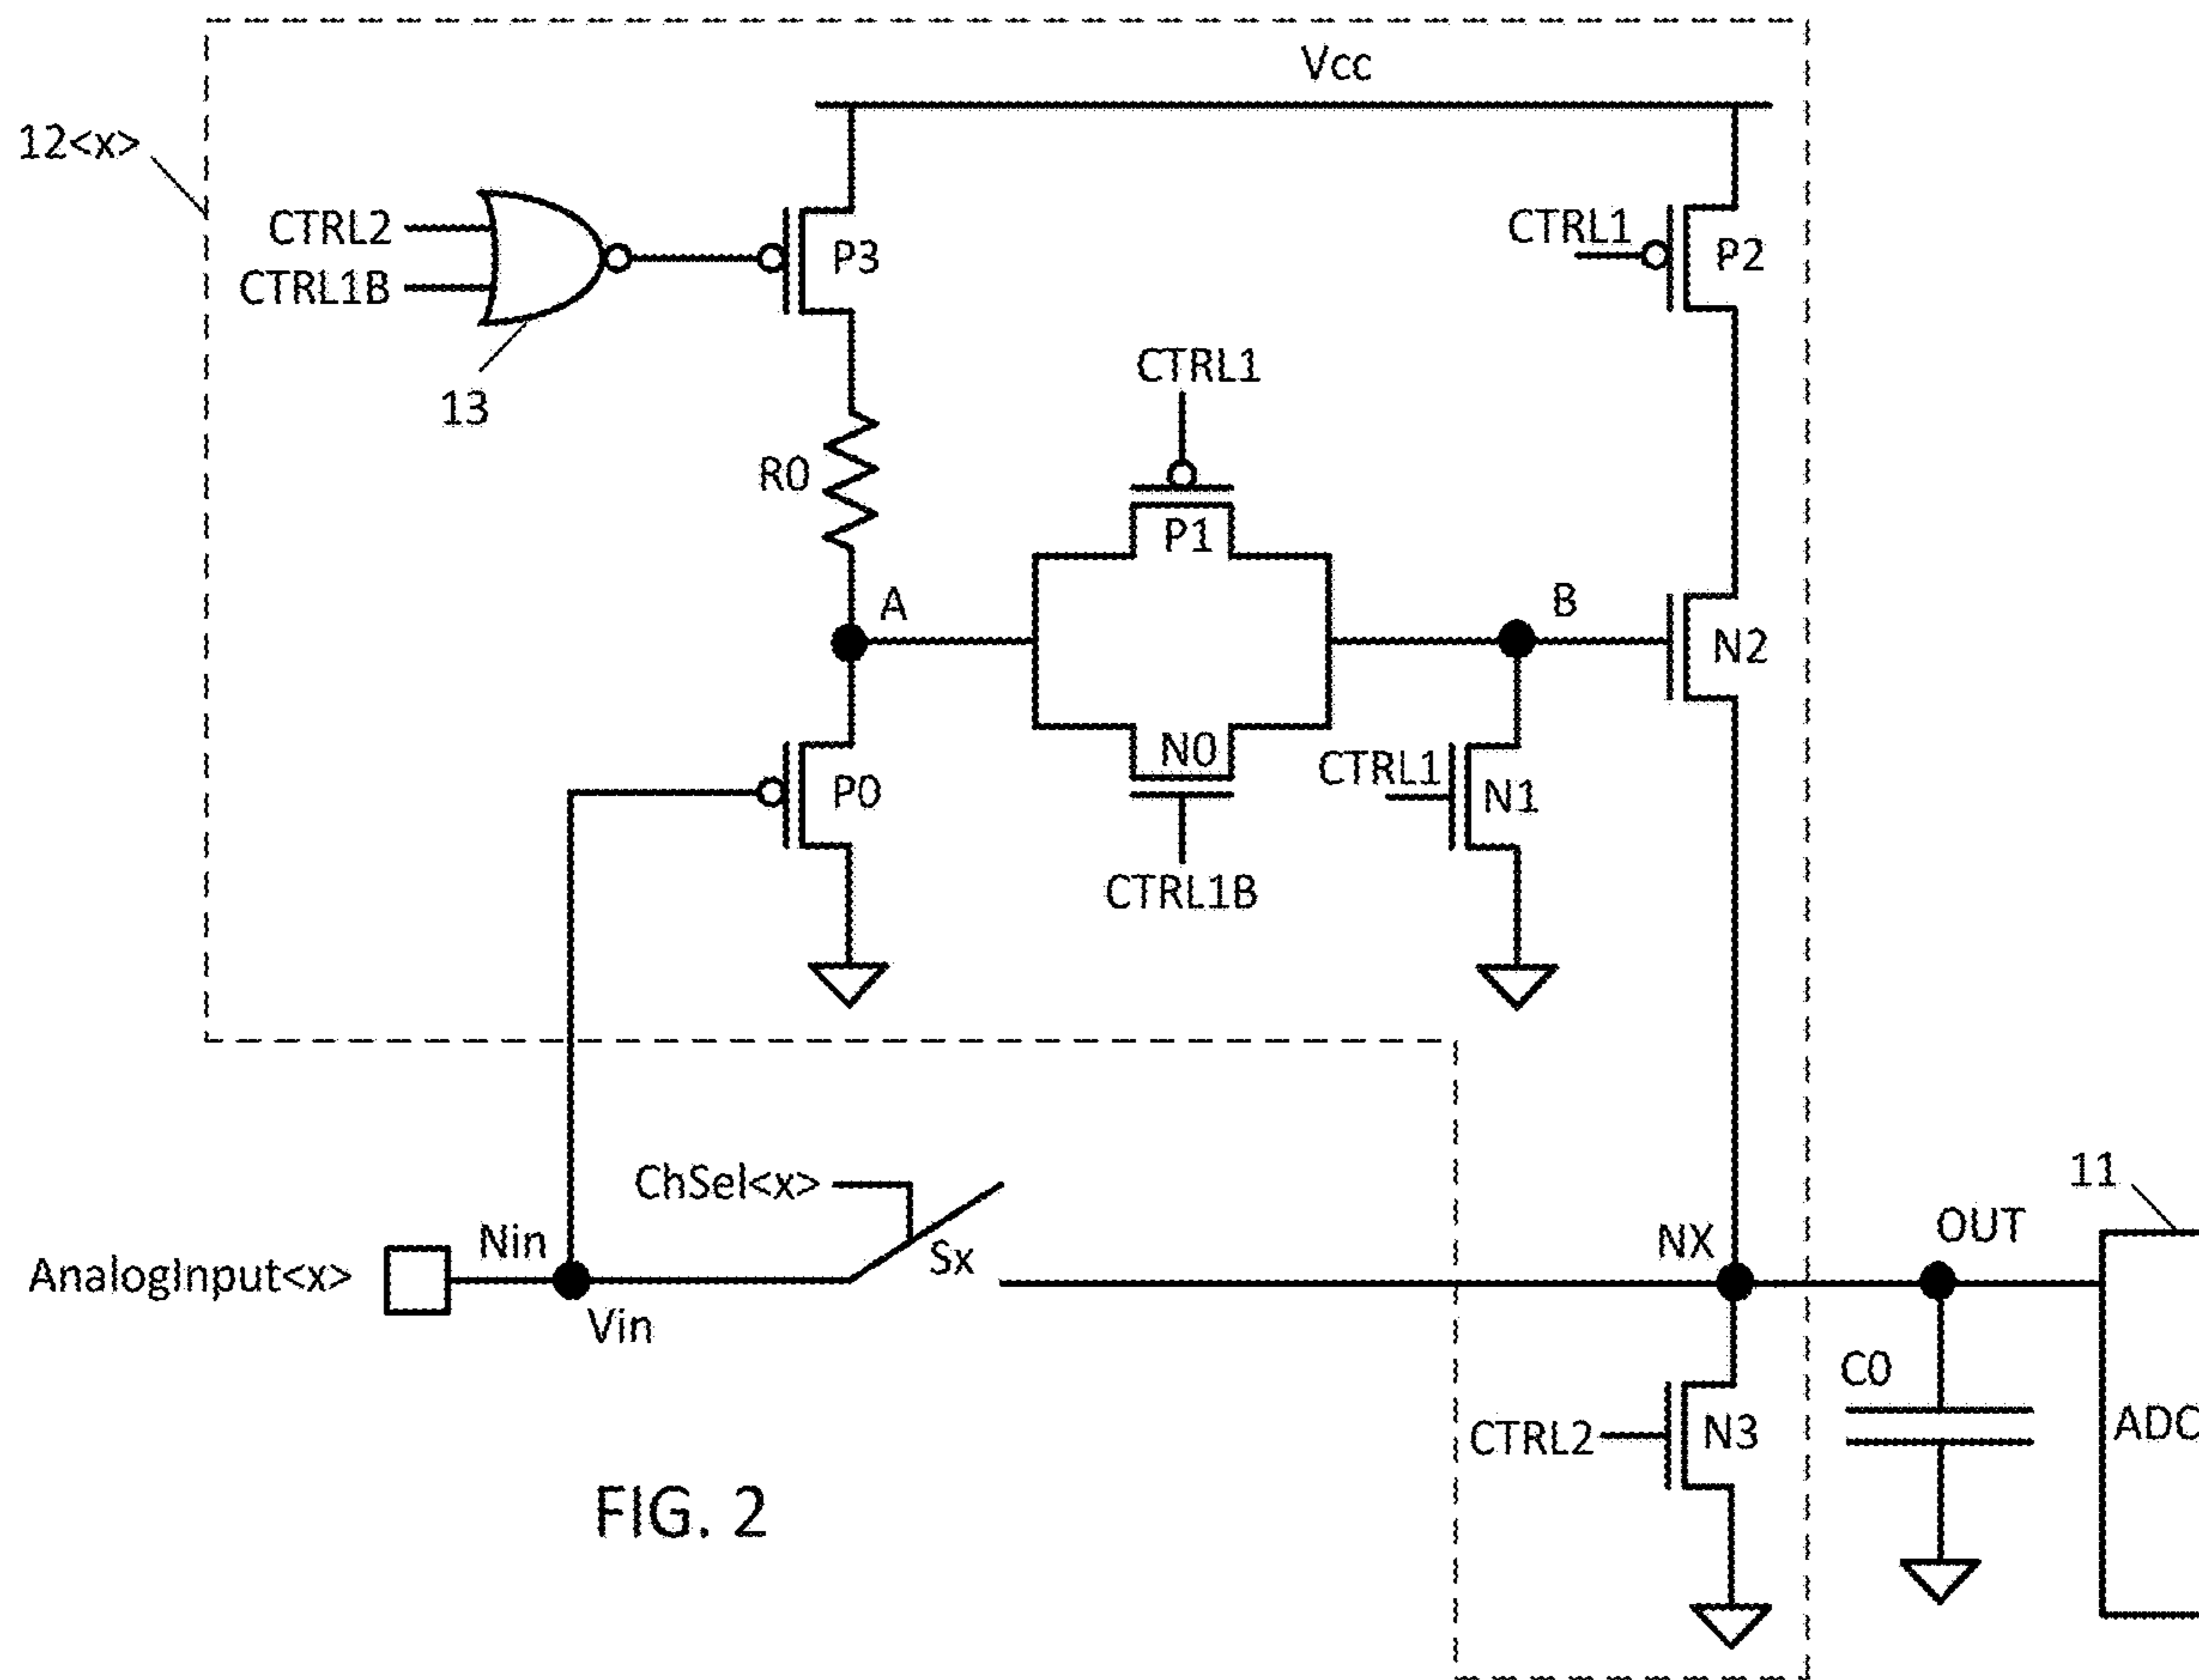 Vcc
12<x>
CTRL2
CTRL1B
P3
CTRL1
P2
13
CTRL1
R0
P1
A
B
N2
N0
CTRL1
N1
P0
CTRL1B
ChSel<x>
11
Nin
Sx
NX
OUT
AnalogInput<x>
Vin
C0
CTRL2
N3
ADC
FIG. 2